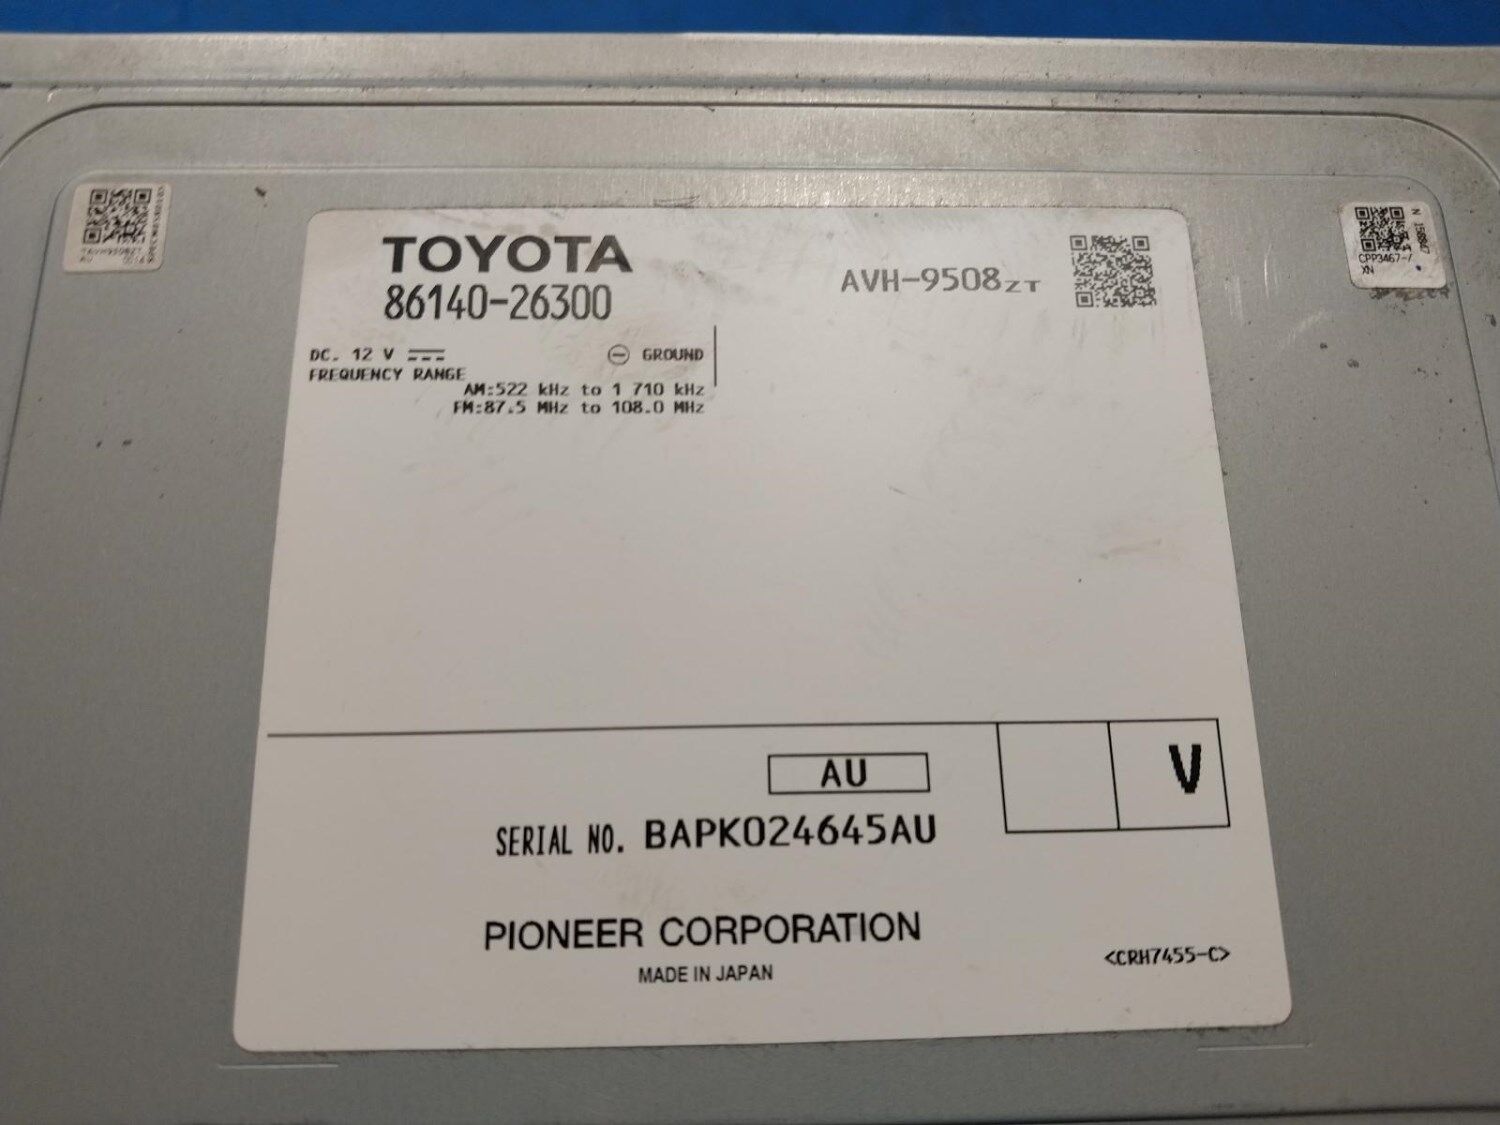 TOYOTA
86140-26300
AVH-9508ZT
DC. 12 V
GROUND
FREQUENCY RANGE
AM:522 kHz to 1 710 kHz
FM:87.5 MHz to 108.0 MHz
CPP3467-/
XN
AU
V
SERIAL NO. BAPK024645AU
PIONEER CORPORATION
MADE IN JAPAN
<CRH7455-C>